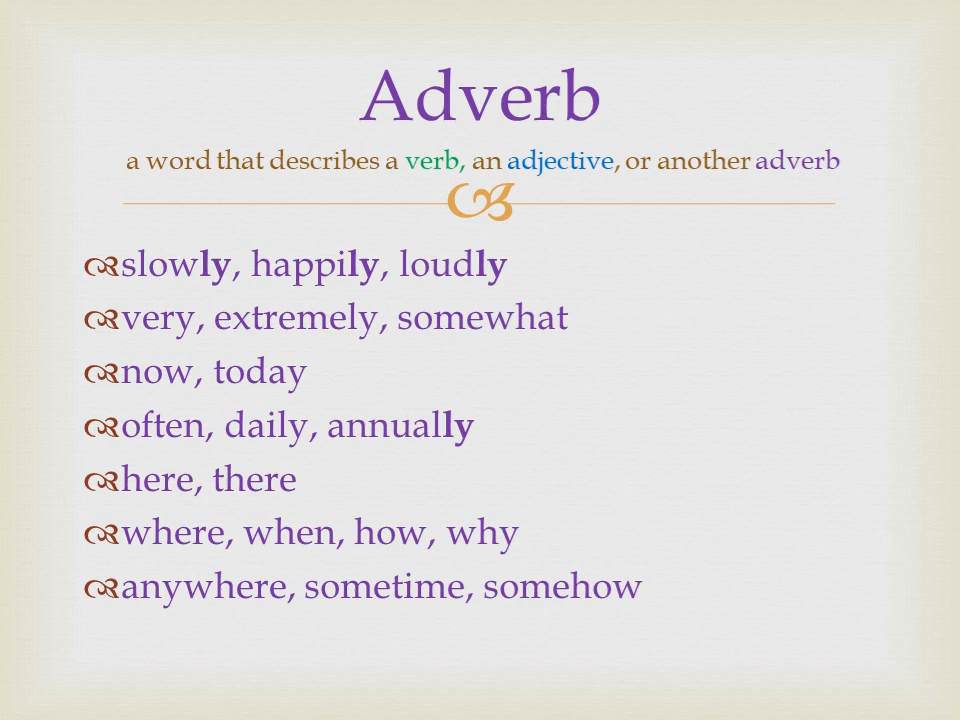 Adverb
a word that describes a verb, an adjective, or another adverb
slowly, happily, loudly
very, extremely, somewhat
now, today
often, daily, annually
here, there
where, when, how, why
anywhere, sometime, somehow